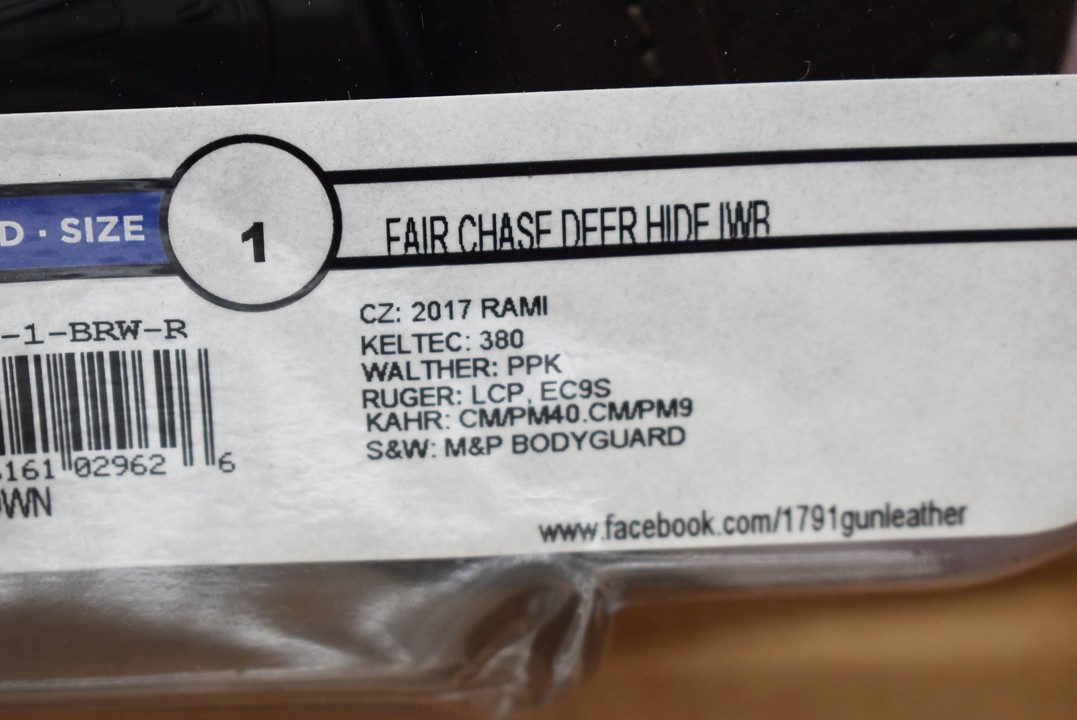 D · SIZE
1
FAIR CHASE DEER HIDE IWB
-1-BRW-R
CZ: 2017 RAMI
KELTEC: 380
WALTHER: PPK
RUGER: LCP, EC9S
KAHR: CM/PM40.CM/PM9
S&W: M&P BODYGUARD
161 02962 6
OWN
www.facebook.com/1791gunleather